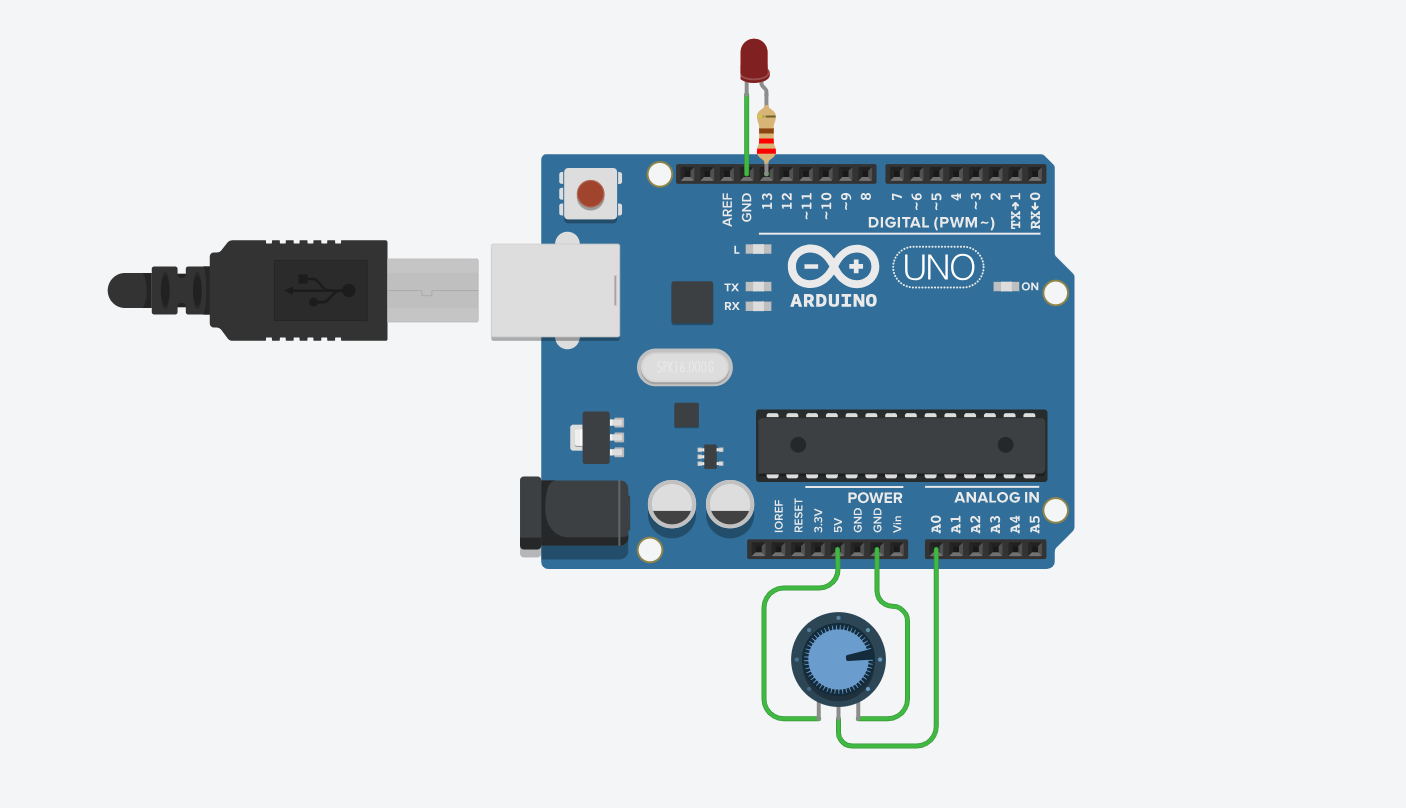 AREF
GND
13
12
~11
~10
~9
8
7
~6
~5
4
~3
2
TX→1
RX←0
DIGITAL (PWM~)
L
TX
RX
ARDUINO
UNO
ON
SPK16.000G
POWER
ANALOG IN
IOREF
RESET
3.3V
5V
GND
GND
Vin
A0
A1
A2
A3
A4
A5